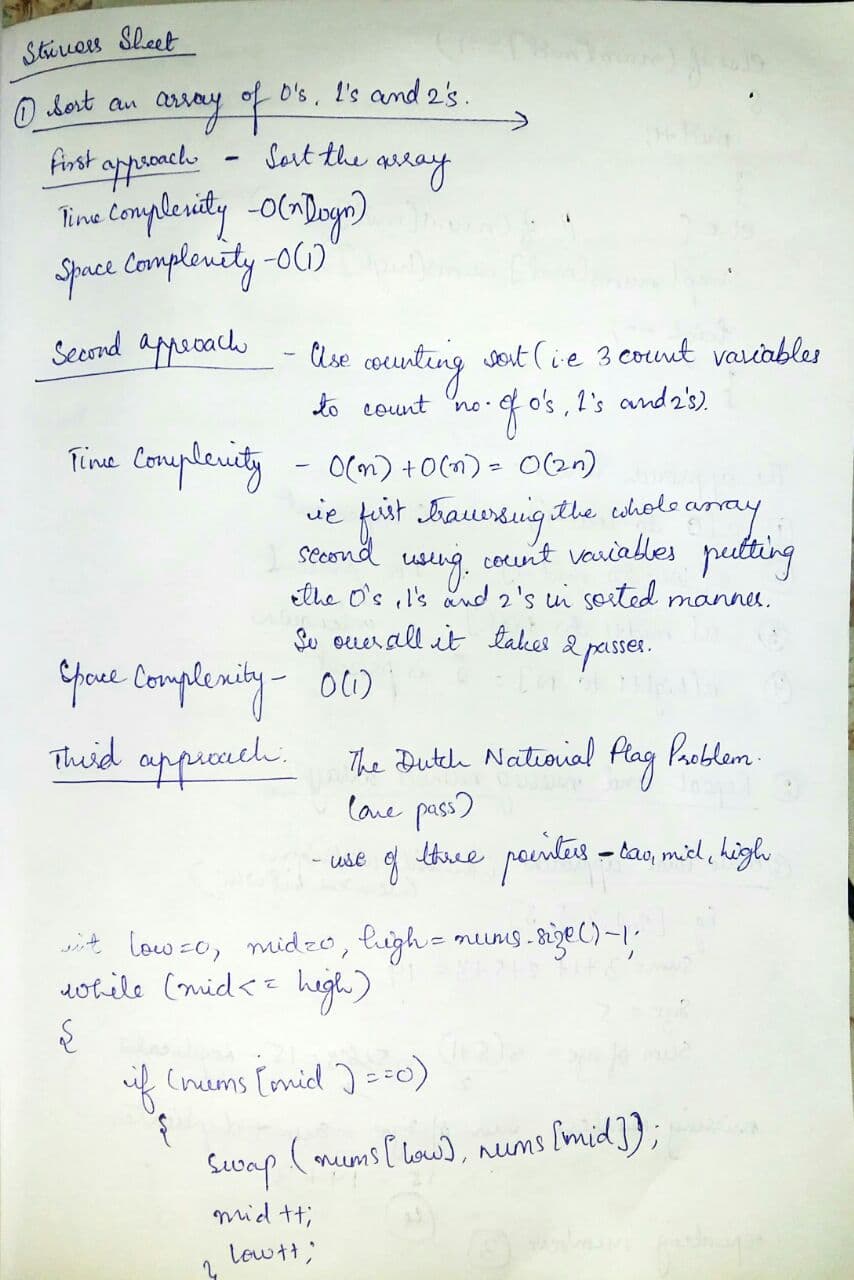 Striver's Sheet
① Sort an array of 0's, 1's and 2's.
First approach - Sort the array
Time Complexity - O(nlogn)
Space Complexity - O(1)
Second approach - Use counting sort (i.e 3 count variables
to count no. of 0's, 1's and 2's).
Time Complexity - O(n) + O(n) = O(2n)
ie first traversing the whole array
second using count variables putting
the 0's, 1's and 2's in sorted manner.
So overall it takes 2 passes.
Space Complexity - O(1)
Third approach. The Dutch National Flag Problem.
(one pass)
- use of three pointers - low, mid, high
int low=0, mid=0, high = nums.size()-1;
while (mid<= high)
{
if (nums[mid]==0)
{
swap (nums[low], nums[mid]);
mid++;
low++;
}